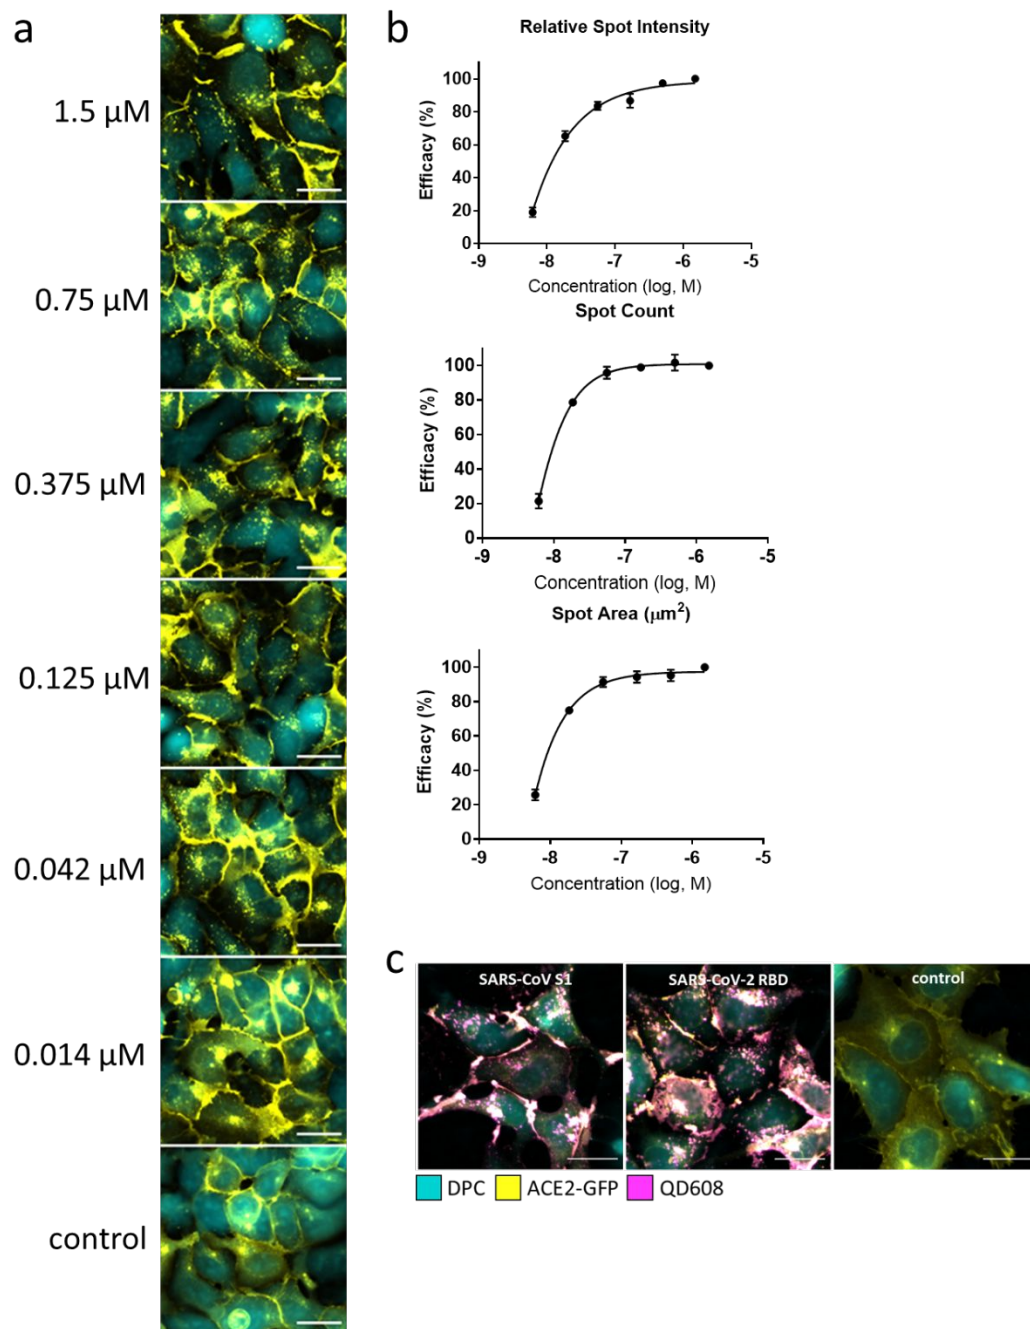 a
1.5 µM
0.75 µM
0.375 µM
0.125 µM
0.042 µM
0.014 µM
control
b
Relative Spot Intensity
Efficacy (%)
100
80
60
40
20
0
-9 -8 -7 -6 -5
Concentration (log, M)
Spot Count
Efficacy (%)
100
80
60
40
20
0
-9 -8 -7 -6 -5
Concentration (log, M)
Spot Area (µm²)
Efficacy (%)
100
80
60
40
20
0
-9 -8 -7 -6 -5
Concentration (log, M)
c
SARS-CoV S1 SARS-CoV-2 RBD control
DPC ACE2-GFP QD608